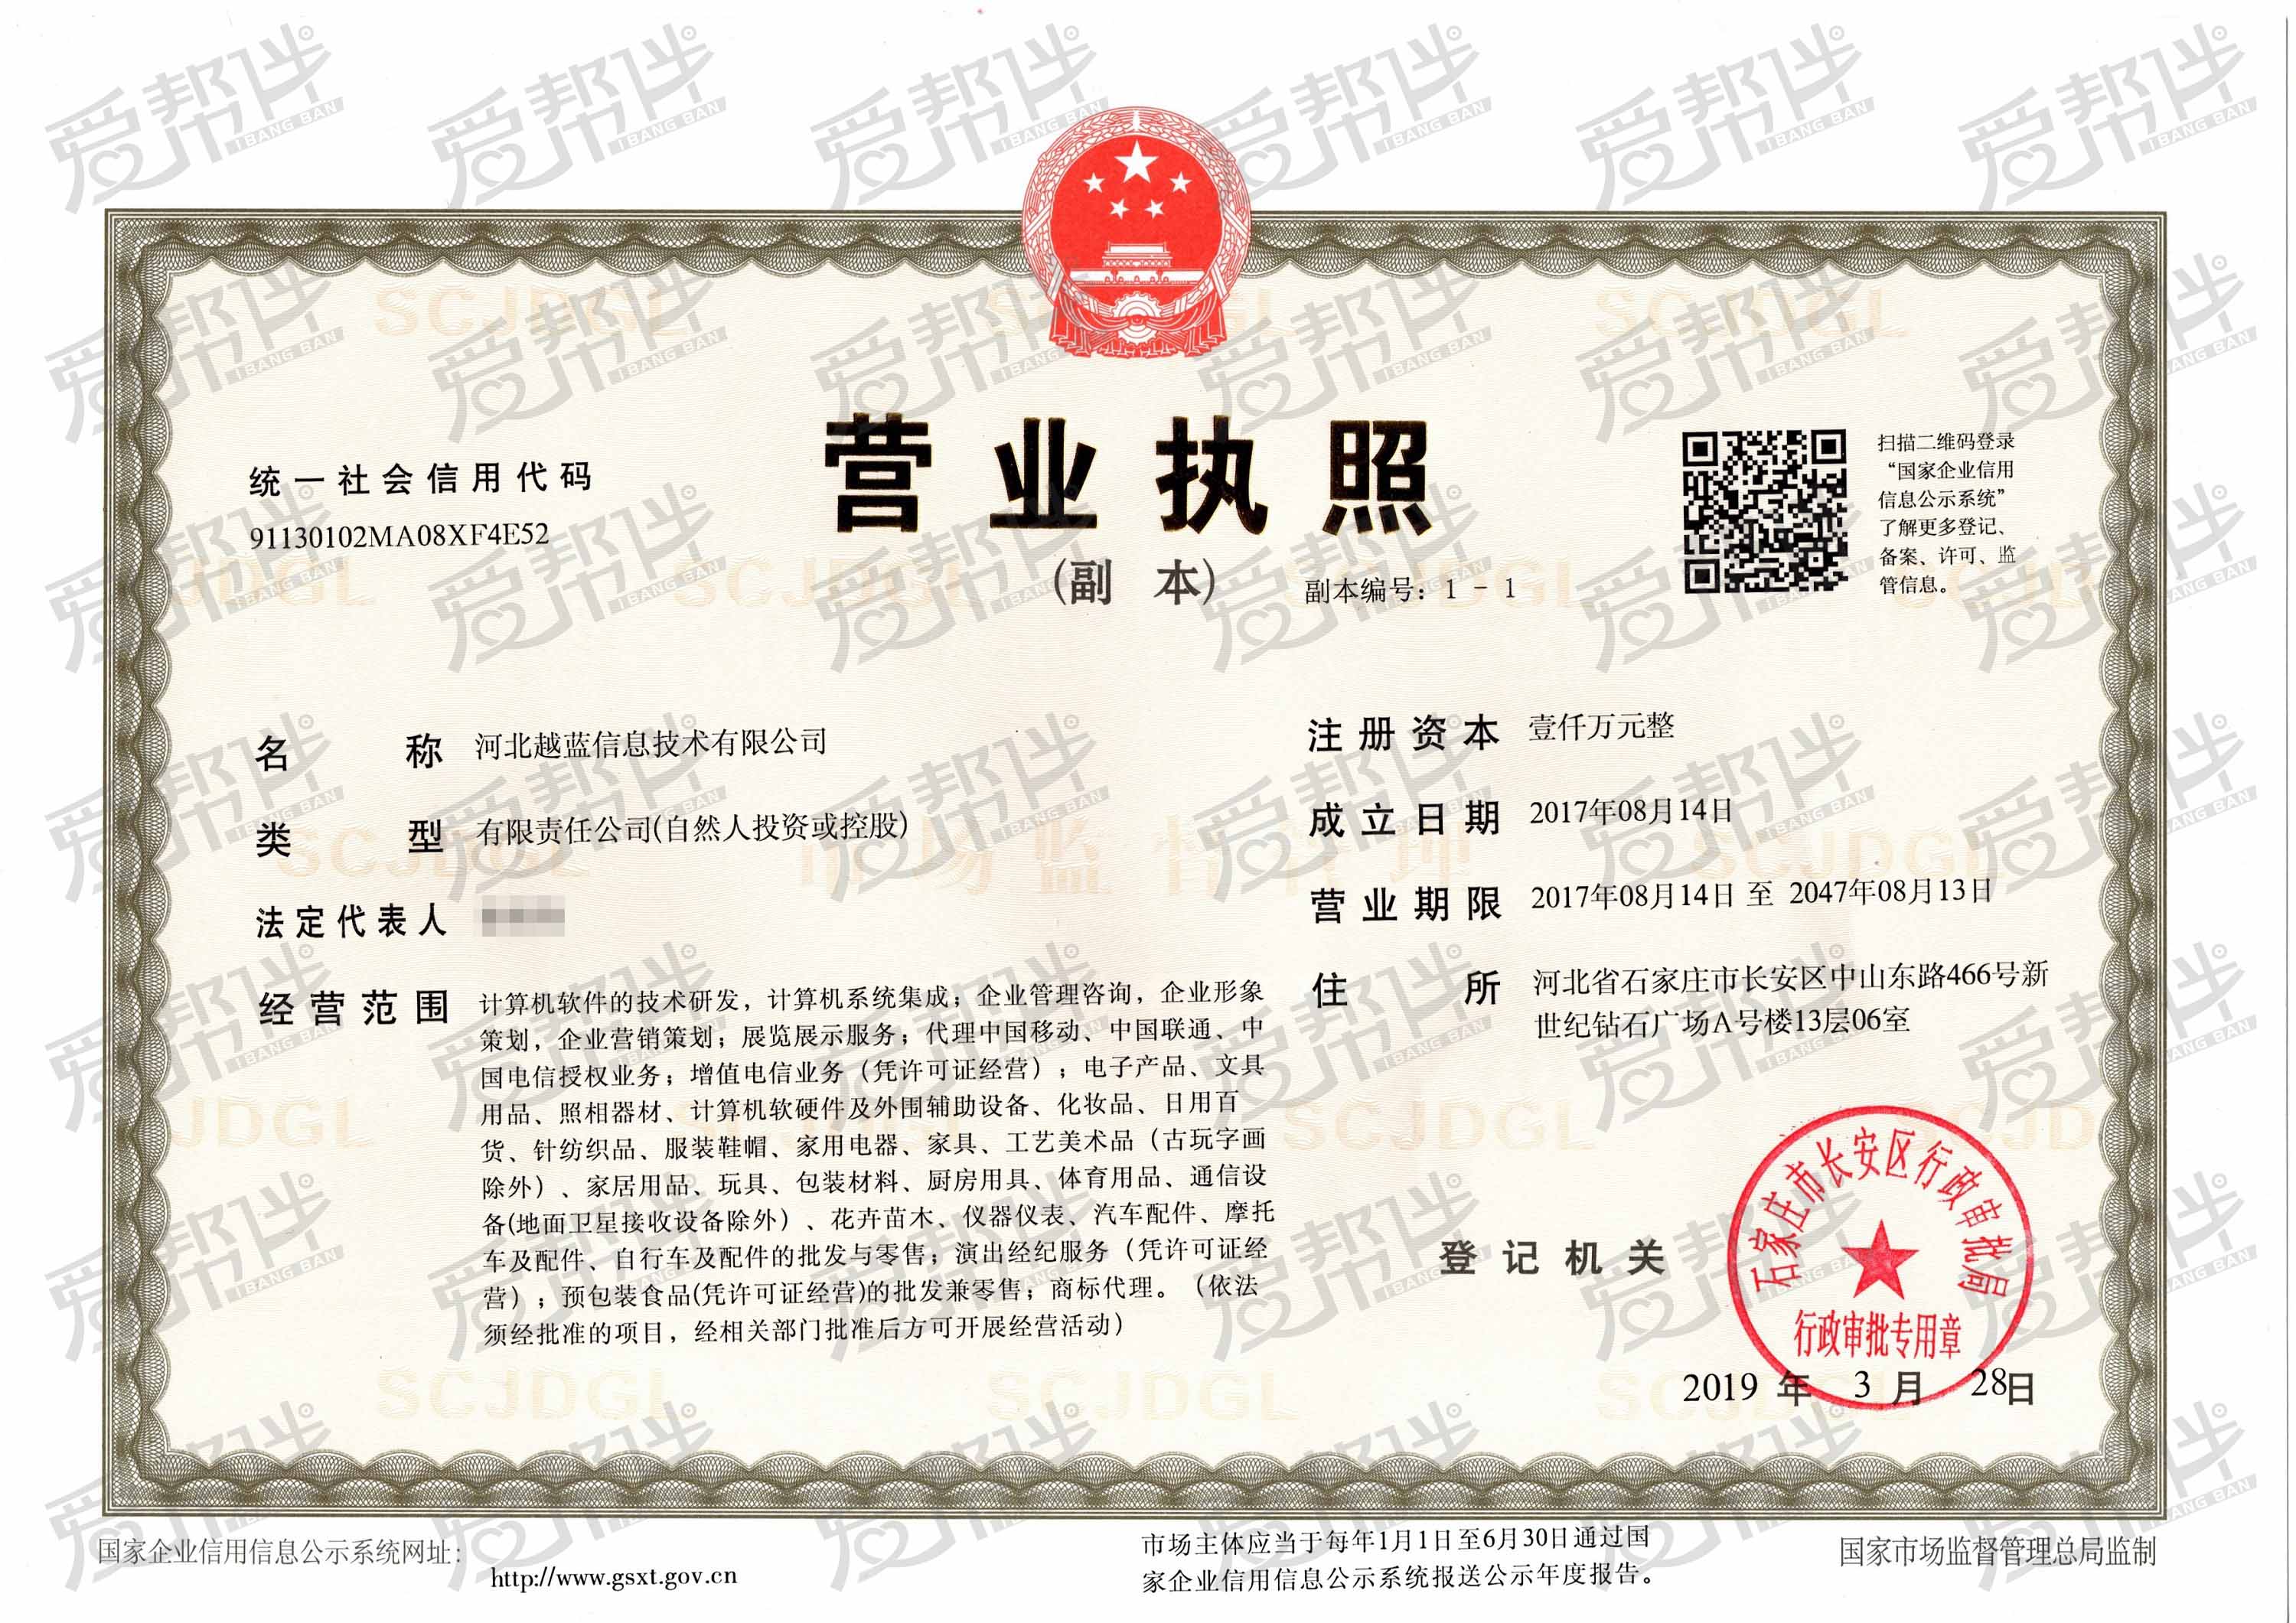 营业执照
(副 本)
副本编号：1 - 1
统一社会信用代码
91130102MA08XF4E52
扫描二维码登录
“国家企业信用
信息公示系统”
了解更多登记、
备案、许可、监
管信息。
名 称 河北越蓝信息技术有限公司
类 型 有限责任公司(自然人投资或控股)
法定代表人
经营范围 计算机软件的技术研发，计算机系统集成；企业管理咨询，企业形象
策划，企业营销策划；展览展示服务；代理中国移动、中国联通、中
国电信授权业务；增值电信业务（凭许可证经营）；电子产品、文具
用品、照相器材、计算机软硬件及外围辅助设备、化妆品、日用百
货、针纺织品、服装鞋帽、家用电器、家具、工艺美术品（古玩字画
除外）、家居用品、玩具、包装材料、厨房用具、体育用品、通信设
备(地面卫星接收设备除外）、花卉苗木、仪器仪表、汽车配件、摩托
车及配件、自行车及配件的批发与零售；演出经纪服务（凭许可证经
营）；预包装食品(凭许可证经营)的批发兼零售；商标代理。（依法
须经批准的项目，经相关部门批准后方可开展经营活动）
注册资本 壹仟万元整
成立日期 2017年08月14日
营业期限 2017年08月14日 至 2047年08月13日
住 所 河北省石家庄市长安区中山东路466号新
世纪钻石广场A号楼13层06室
登记机关
石家庄市长安区行政审批局
行政审批专用章
2019 年 3 月 28日
国家企业信用信息公示系统网址：
http://www.gsxt.gov.cn
市场主体应当于每年1月1日至6月30日通过国
家企业信用信息公示系统报送公示年度报告。
国家市场监督管理总局监制
爱帮伴
IBANG BAN
SCJDGL
市场监督管理